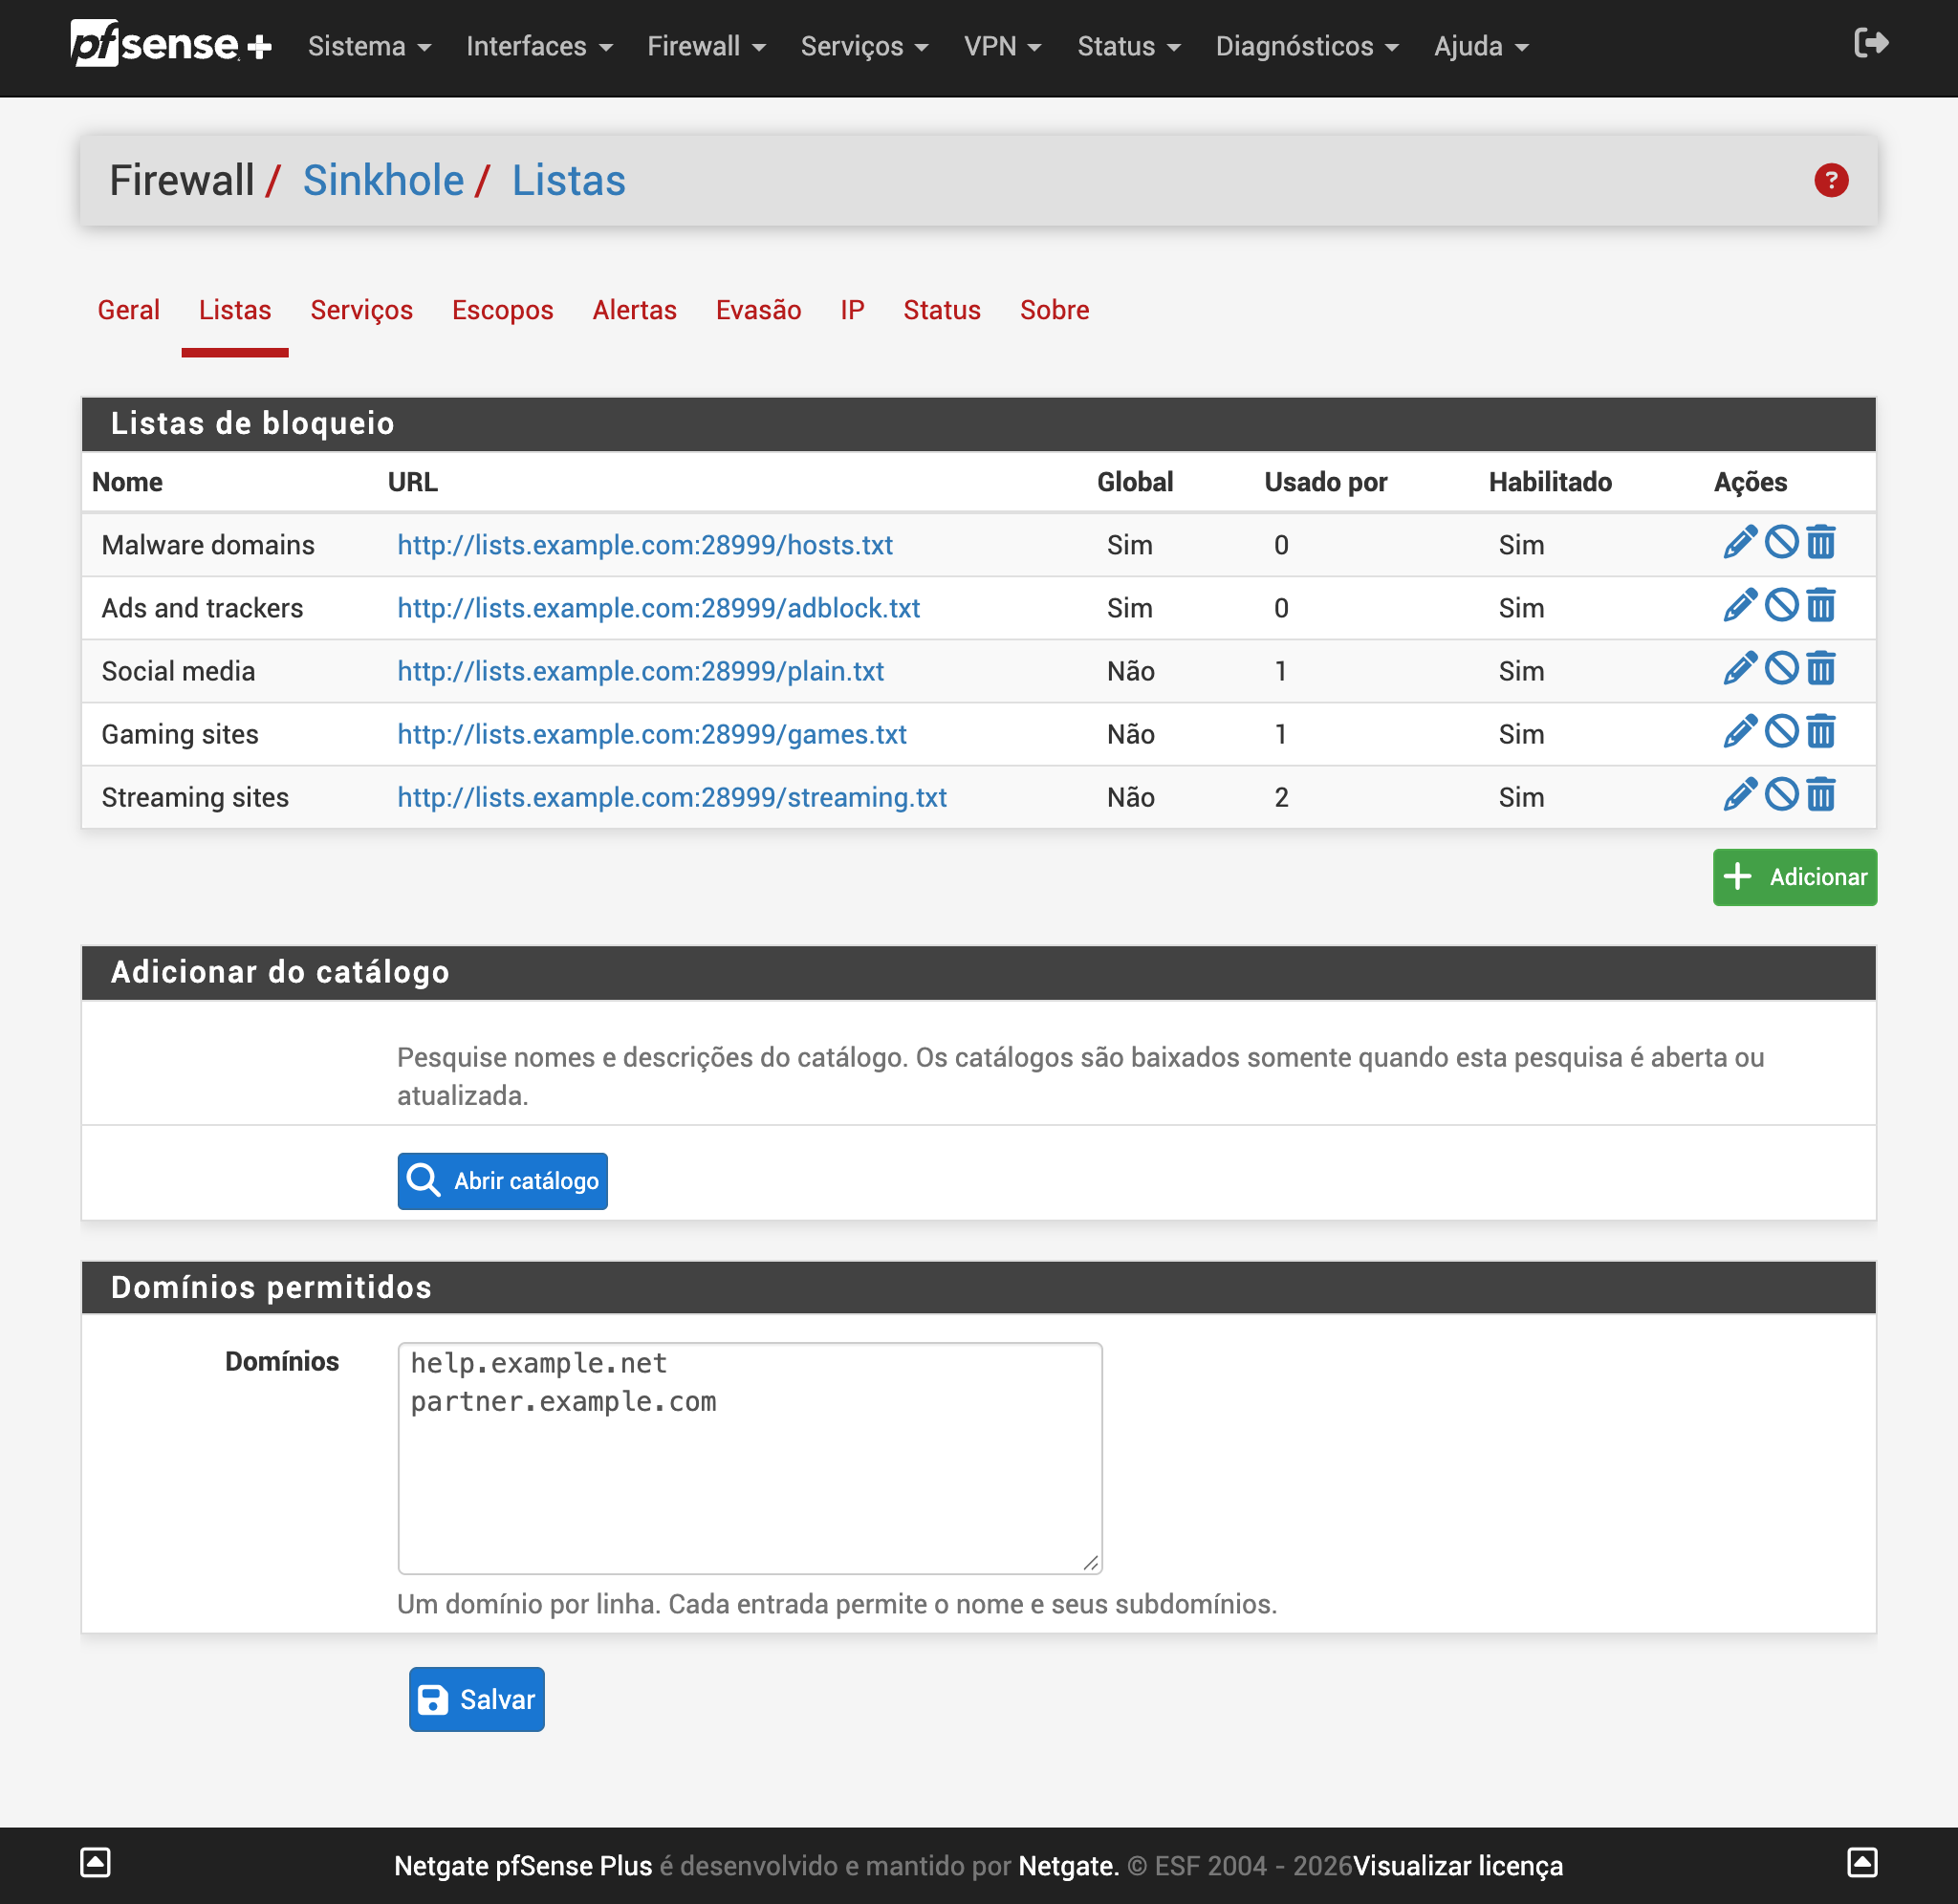 pfsense+ Sistema Interfaces Firewall Serviços VPN Status Diagnósticos Ajuda
Firewall / Sinkhole / Listas ?
Geral Listas Serviços Escopos Alertas Evasão IP Status Sobre
Listas de bloqueio
Nome URL Global Usado por Habilitado Ações
Malware domains http://lists.example.com:28999/hosts.txt Sim 0 Sim
Ads and trackers http://lists.example.com:28999/adblock.txt Sim 0 Sim
Social media http://lists.example.com:28999/plain.txt Não 1 Sim
Gaming sites http://lists.example.com:28999/games.txt Não 1 Sim
Streaming sites http://lists.example.com:28999/streaming.txt Não 2 Sim
Adicionar
Adicionar do catálogo
Pesquise nomes e descrições do catálogo. Os catálogos são baixados somente quando esta pesquisa é aberta ou
atualizada.
Abrir catálogo
Domínios permitidos
Domínios
help.example.net
partner.example.com
Um domínio por linha. Cada entrada permite o nome e seus subdomínios.
Salvar
Netgate pfSense Plus é desenvolvido e mantido por Netgate. © ESF 2004 - 2026Visualizar licença